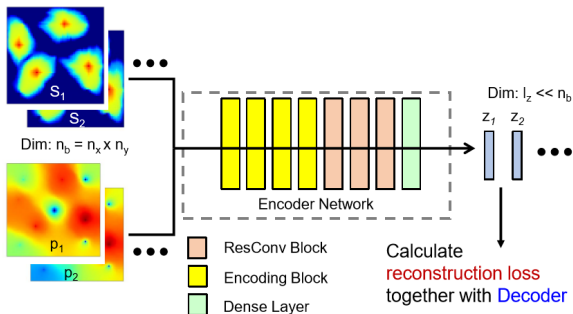 S1
S2
Dim: nb = nx x ny
p1
p2
Encoder Network
ResConv Block
Encoding Block
Dense Layer
Dim: lz << nb
z1 z2
Calculate
reconstruction loss
together with Decoder